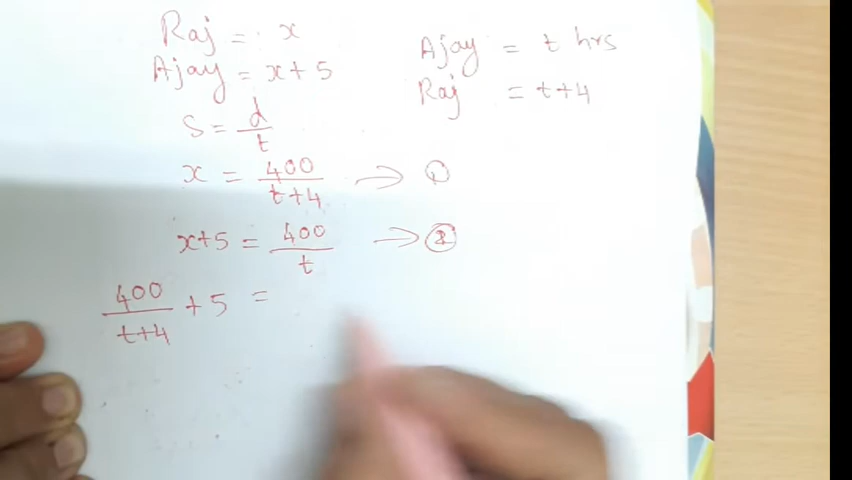 Raj = x
Ajay = x+5
Ajay = t hrs
Raj = t+4
S = d/t
x = 400/t+4 → ①
x+5 = 400/t → ②
400/t+4 + 5 =